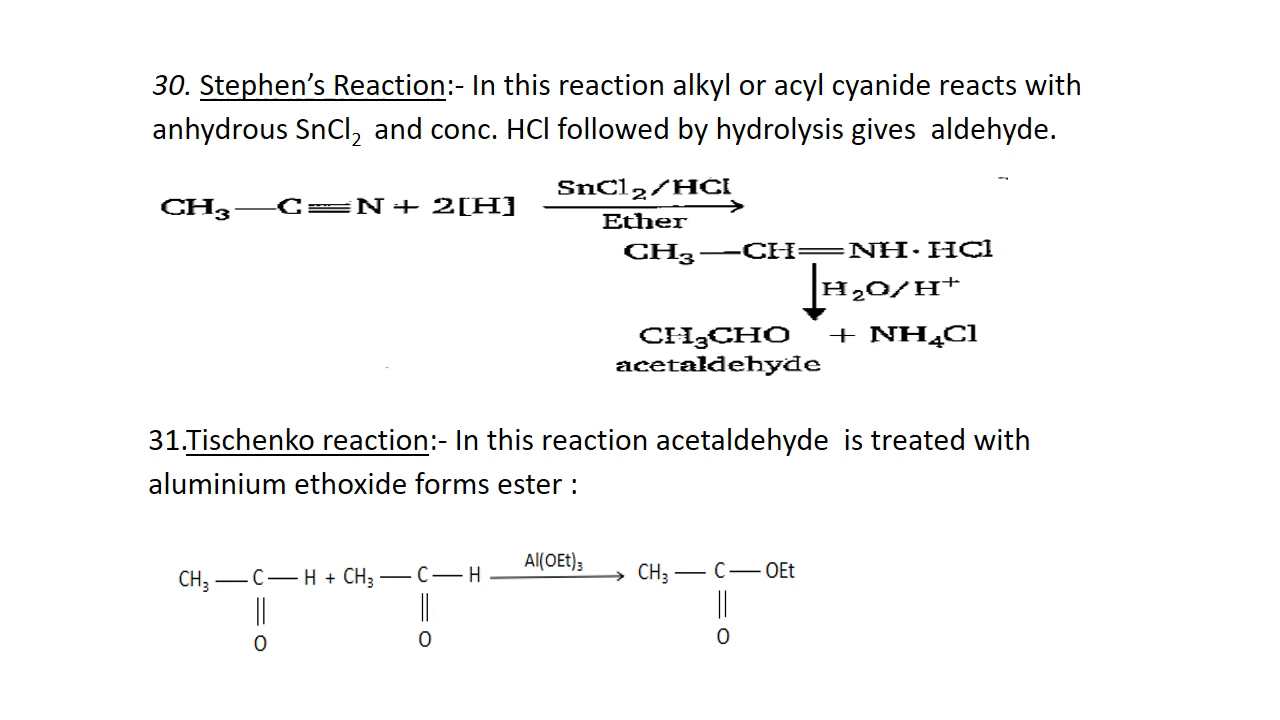 30. Stephen’s Reaction:- In this reaction alkyl or acyl cyanide reacts with
anhydrous SnCl₂ and conc. HCl followed by hydrolysis gives aldehyde.
SnCl₂/HCl
CH₃—C≡N + 2[H]
Ether
CH₃—CH=NH·HCl
H₂O/H⁺
CH₃CHO + NH₄Cl
acetaldehyde
31.Tischenko reaction:- In this reaction acetaldehyde is treated with
aluminium ethoxide forms ester :
Al(OEt)₃
CH₃ — C — H + CH₃ — C — H → CH₃ — C — OEt
|| || ||
O O O